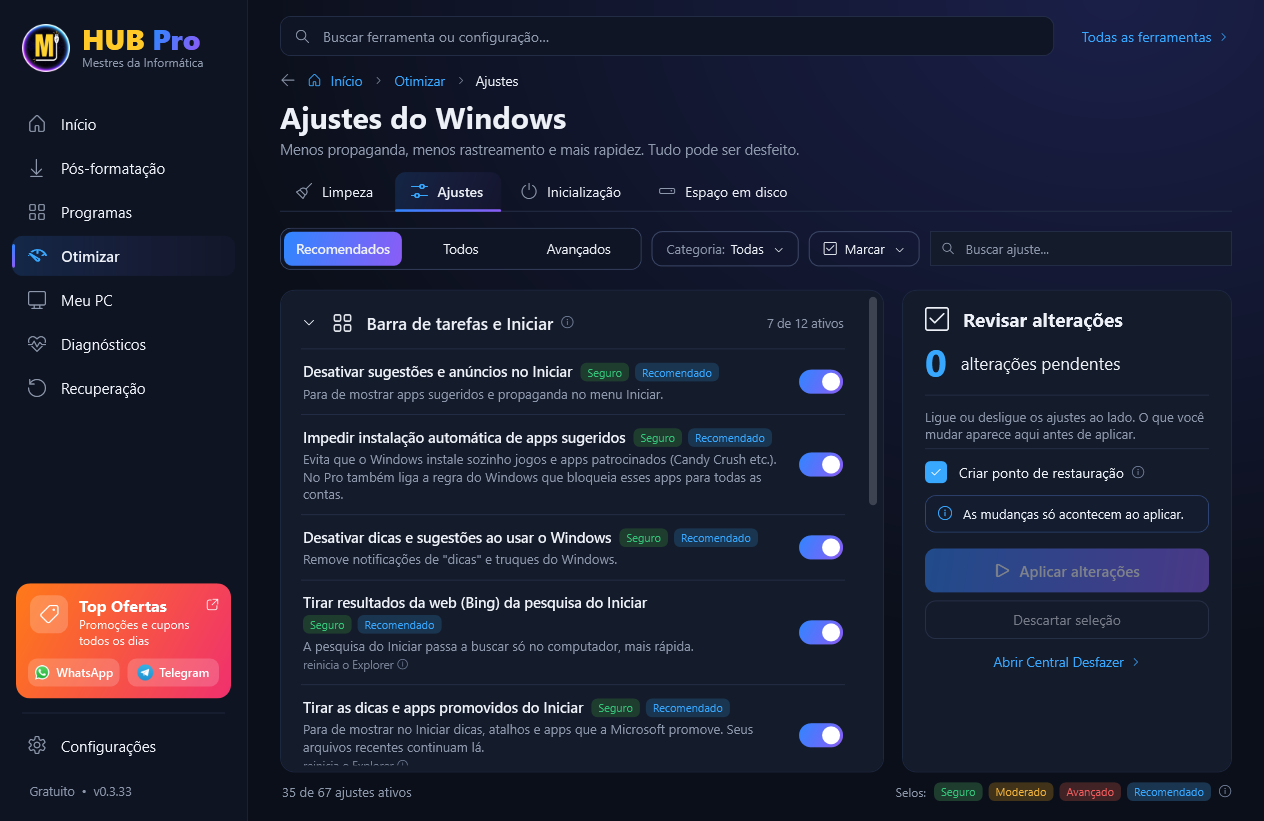 HUB Pro
Mestres da Informática
Início
Pós-formatação
Programas
Otimizar
Meu PC
Diagnósticos
Recuperação
Top Ofertas
Promoções e cupons
todos os dias
WhatsApp
Telegram
Configurações
Gratuito • v0.3.33
Buscar ferramenta ou configuração...
Todas as ferramentas
Início
Otimizar
Ajustes
Ajustes do Windows
Menos propaganda, menos rastreamento e mais rapidez. Tudo pode ser desfeito.
Limpeza
Ajustes
Inicialização
Espaço em disco
Recomendados
Todos
Avançados
Categoria: Todas
Marcar
Buscar ajuste...
Barra de tarefas e Iniciar
7 de 12 ativos
Desativar sugestões e anúncios no Iniciar Seguro Recomendado
Para de mostrar apps sugeridos e propaganda no menu Iniciar.
Impedir instalação automática de apps sugeridos Seguro Recomendado
Evita que o Windows instale sozinho jogos e apps patrocinados (Candy Crush etc.).
No Pro também liga a regra do Windows que bloqueia esses apps para todas as
contas.
Desativar dicas e sugestões ao usar o Windows Seguro Recomendado
Remove notificações de "dicas" e truques do Windows.
Tirar resultados da web (Bing) da pesquisa do Iniciar
Seguro Recomendado
A pesquisa do Iniciar passa a buscar só no computador, mais rápida.
reinicia o Explorer
Tirar as dicas e apps promovidos do Iniciar Seguro Recomendado
Para de mostrar no Iniciar dicas, atalhos e apps que a Microsoft promove. Seus
arquivos recentes continuam lá.
reinicia o Explorer
35 de 67 ajustes ativos
Revisar alterações
0 alterações pendentes
Ligue ou desligue os ajustes ao lado. O que você
mudar aparece aqui antes de aplicar.
Criar ponto de restauração
As mudanças só acontecem ao aplicar.
Aplicar alterações
Descartar seleção
Abrir Central Desfazer
Selos: Seguro Moderado Avançado Recomendado